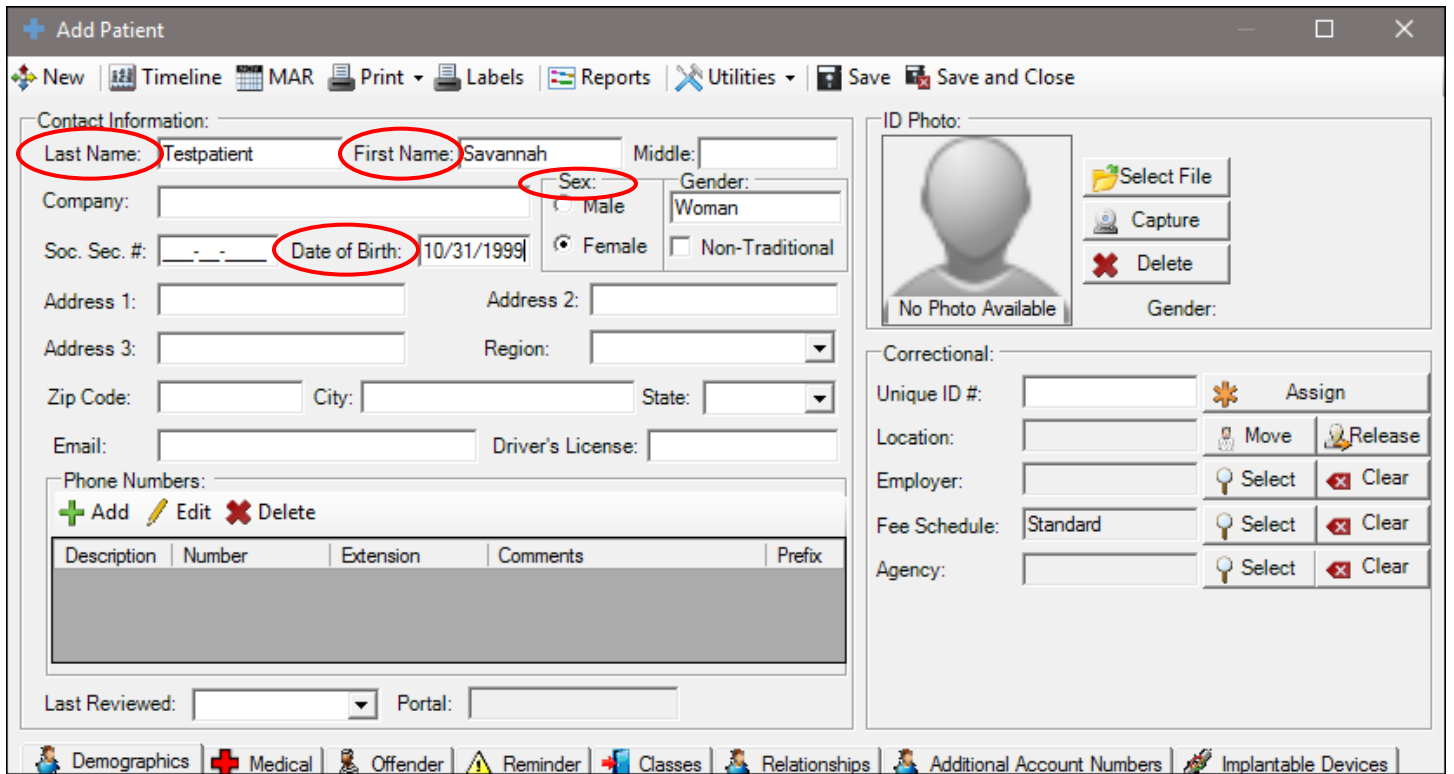 Add Patient
New Timeline MAR Print Labels Reports Utilities Save Save and Close
Contact Information:
Last Name: Testpatient First Name: Savannah Middle:
Company:
Sex:
Male
Female
Gender:
Woman
Non-Traditional
Soc. Sec. #: ___-__-____ Date of Birth: 10/31/1999
Address 1: Address 2:
Address 3: Region:
Zip Code: City: State:
Email: Driver's License:
Phone Numbers:
Add Edit Delete
Description Number Extension Comments Prefix
Last Reviewed: Portal:
ID Photo:
No Photo Available
Select File
Capture
Delete
Gender:
Correctional:
Unique ID #: Assign
Location: Move Release
Employer: Select Clear
Fee Schedule: Standard Select Clear
Agency: Select Clear
Demographics Medical Offender Reminder Classes Relationships Additional Account Numbers Implantable Devices